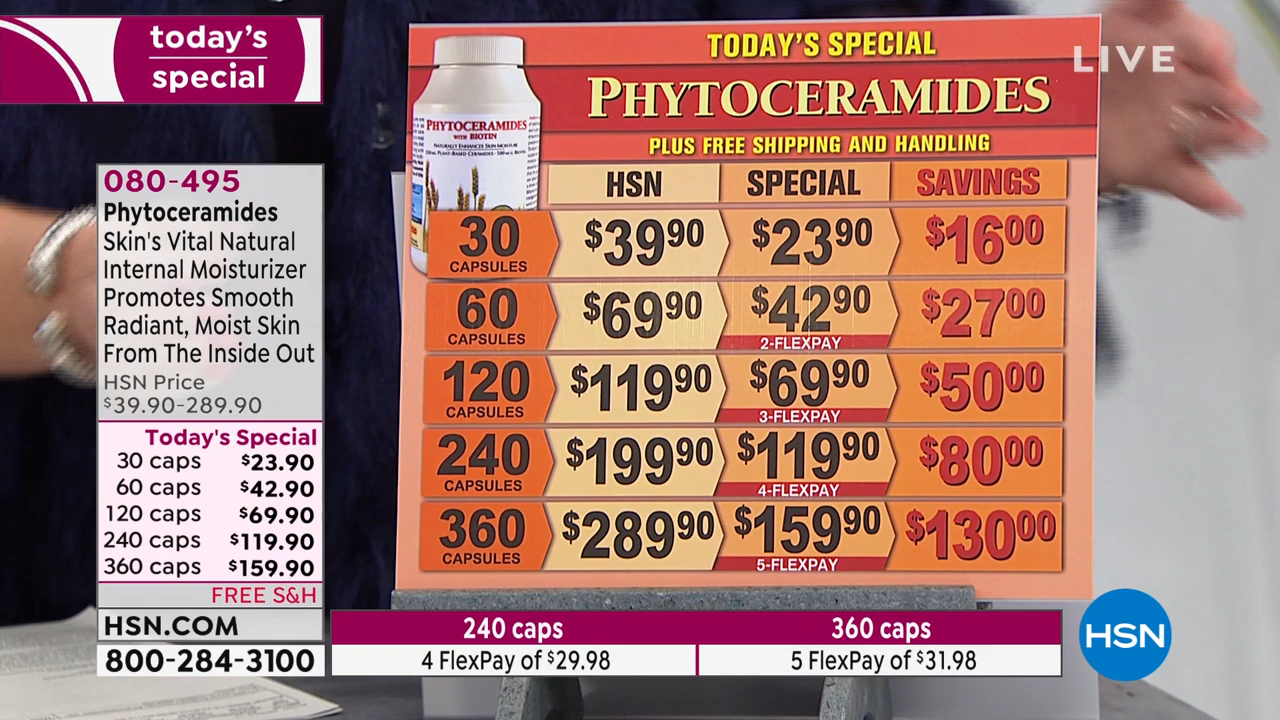 today's
special
LIVE
080-495
Phytoceramides
Skin's Vital Natural
Internal Moisturizer
Promotes Smooth
Radiant, Moist Skin
From The Inside Out
HSN Price
$39.90-289.90
Today's Special
30 caps $23.90
60 caps $42.90
120 caps $69.90
240 caps $119.90
360 caps $159.90
FREE S&H
HSN.COM
800-284-3100
TODAY'S SPECIAL
PHYTOCERAMIDES
PLUS FREE SHIPPING AND HANDLING
PHYTOCERAMIDES
WITH BIOTIN
NATURALLY ENHANCES SKIN MOISTURE
HSN SPECIAL SAVINGS
30 CAPSULES $39.90 $23.90 $16.00
60 CAPSULES $69.90 $42.90 $27.00
2-FLEXPAY
120 CAPSULES $119.90 $69.90 $50.00
3-FLEXPAY
240 CAPSULES $199.90 $119.90 $80.00
4-FLEXPAY
360 CAPSULES $289.90 $159.90 $130.00
5-FLEXPAY
240 caps 360 caps
4 FlexPay of $29.98 5 FlexPay of $31.98
HSN